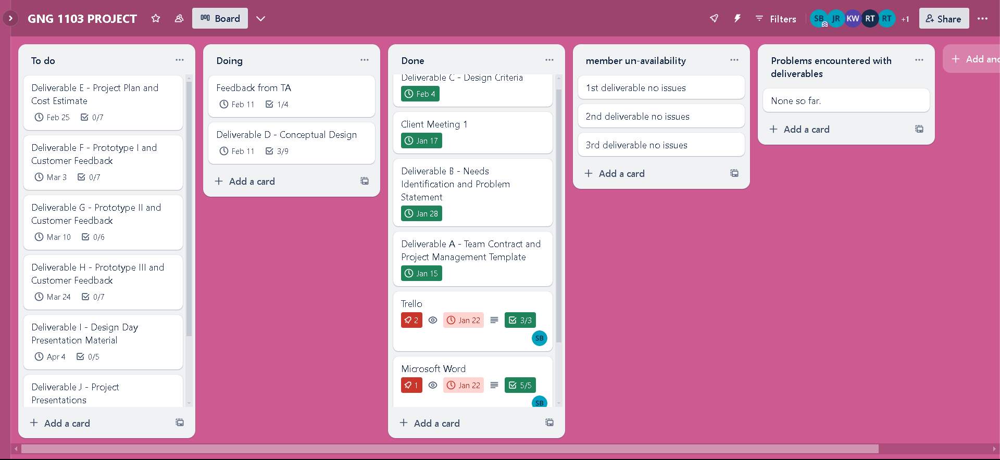 GNG 1103 PROJECT
Board
Filters
SB
JR
KW
RT
RT
+1
Share
To do
Deliverable E - Project Plan and
Cost Estimate
Feb 25
0/7
Deliverable F - Prototype I and
Customer Feedback
Mar 3
0/7
Deliverable G - Prototype II and
Customer Feedback
Mar 10
0/6
Deliverable H - Prototype III and
Customer Feedback
Mar 24
0/7
Deliverable I - Design Day
Presentation Material
Apr 4
0/5
Deliverable J - Project
Presentations
Add a card
Doing
Feedback from TA
Feb 11
1/4
Deliverable D - Conceptual Design
Feb 11
3/9
Add a card
Done
Deliverable C - Design Criteria
Feb 4
Client Meeting 1
Jan 17
Deliverable B - Needs
Identification and Problem
Statement
Jan 28
Deliverable A - Team Contract and
Project Management Template
Jan 15
Trello
2
Jan 22
3/3
SB
Microsoft Word
1
Jan 22
5/5
SB
Add a card
member un-availability
1st deliverable no issues
2nd deliverable no issues
3rd deliverable no issues
Add a card
Problems encountered with
deliverables
None so far.
Add a card
Add and